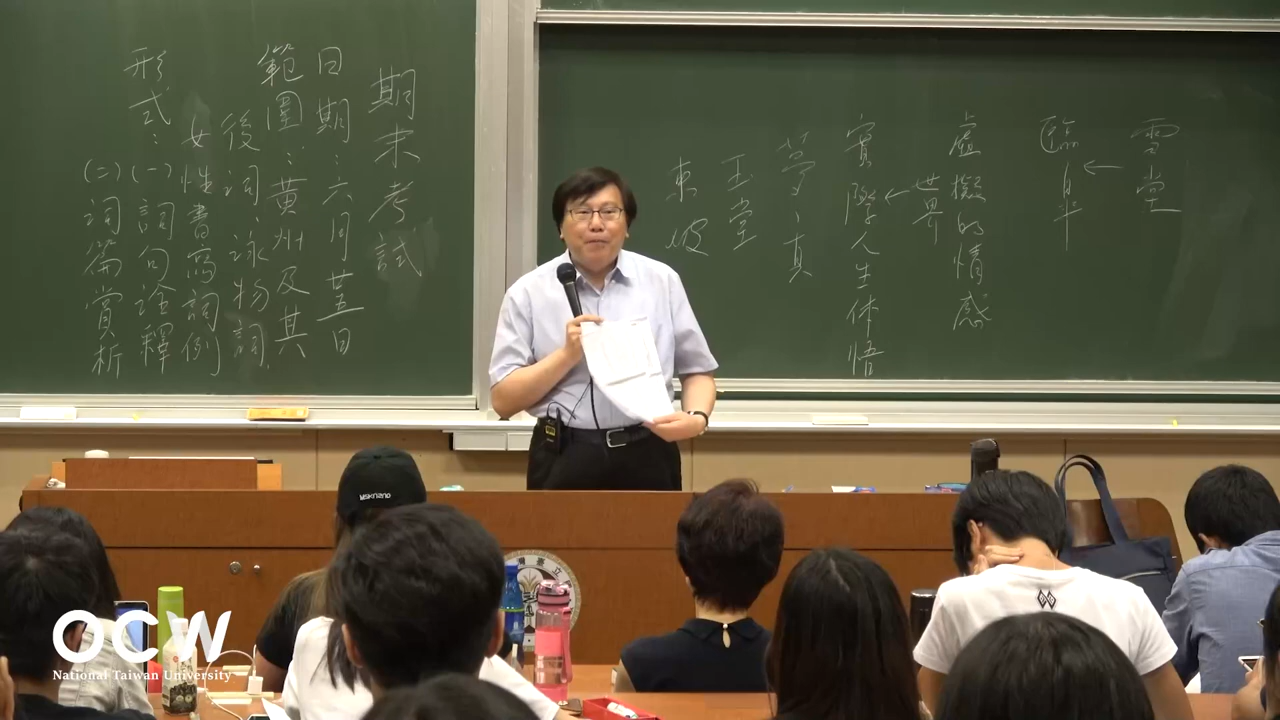 期末考試
日期：六月廿五日
範圍：黃州及其
後詞、詠物詞、
女性書寫詞例
形式：(一)詞句詮釋
(二)詞篇賞析
雪堂
臨皋
虛擬的情感
世界
實際人生体悟
夢、真
玉堂
東坡
OCW
National Taiwan University